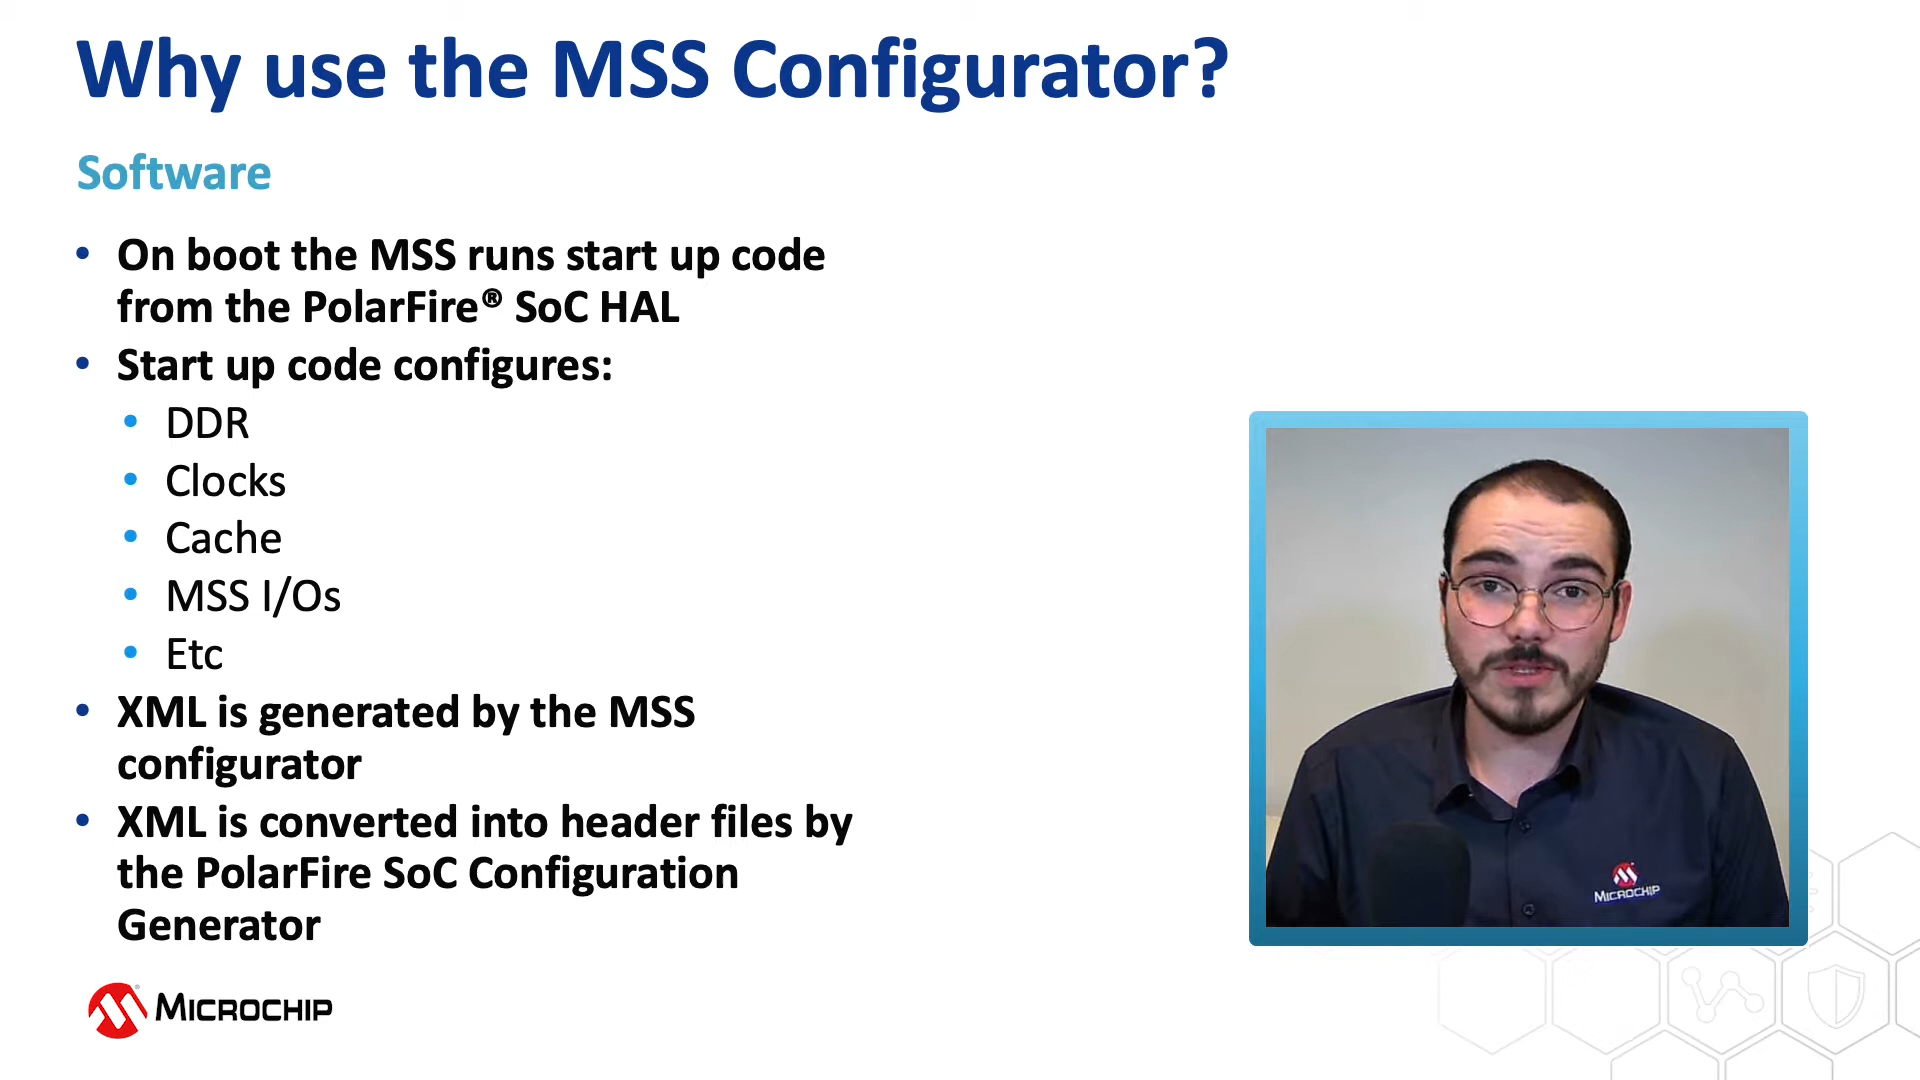 Why use the MSS Configurator?
Software
• On boot the MSS runs start up code
from the PolarFire® SoC HAL
• Start up code configures:
• DDR
• Clocks
• Cache
• MSS I/Os
• Etc
• XML is generated by the MSS
configurator
• XML is converted into header files by
the PolarFire SoC Configuration
Generator
MICROCHIP
MICROCHIP